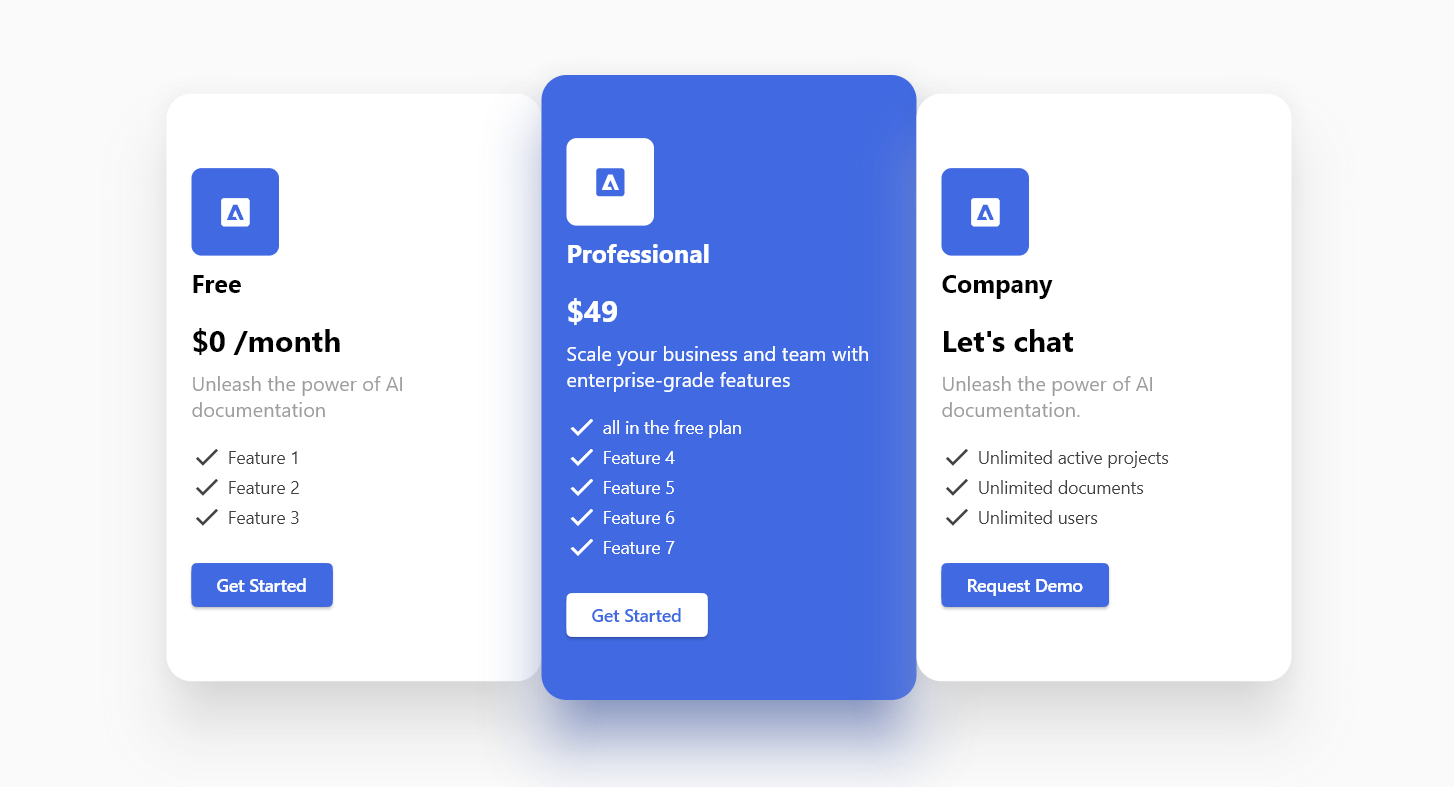 Free
$0 /month
Unleash the power of AI
documentation
Feature 1
Feature 2
Feature 3
Get Started
Professional
$49
Scale your business and team with
enterprise-grade features
all in the free plan
Feature 4
Feature 5
Feature 6
Feature 7
Get Started
Company
Let's chat
Unleash the power of AI
documentation.
Unlimited active projects
Unlimited documents
Unlimited users
Request Demo